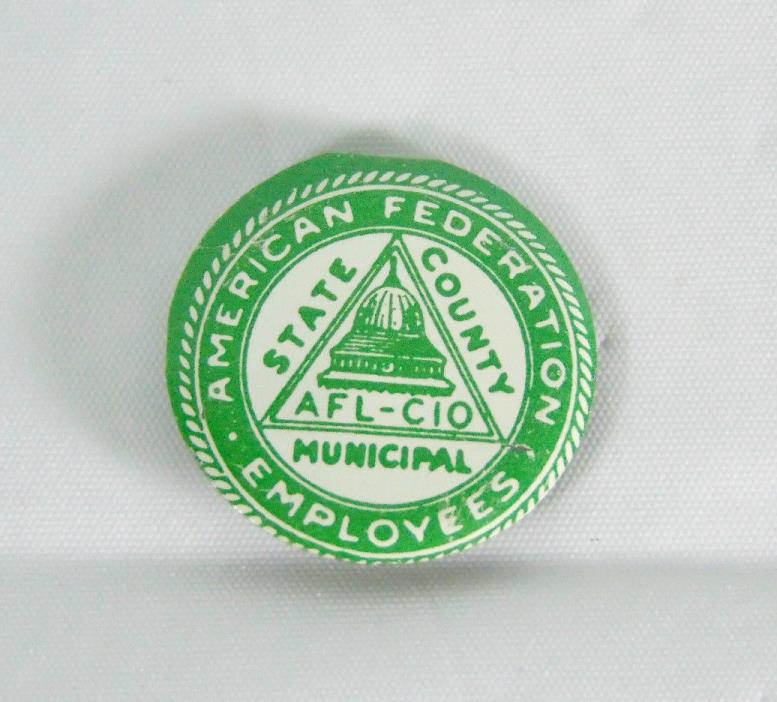 AMERICAN FEDERATION
STATE
COUNTY
AFL-CIO
MUNICIPAL
· EMPLOYEES